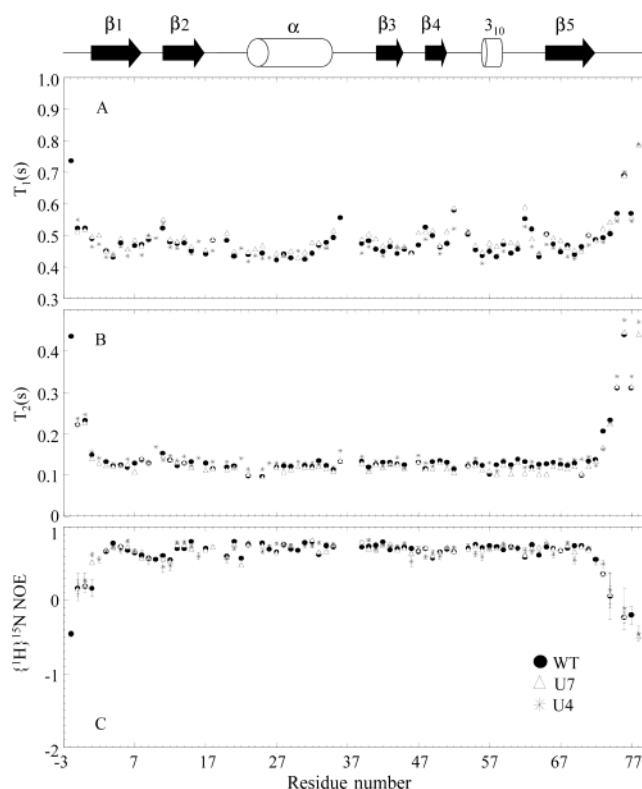 β1 β2 α β3 β4 3₁₀ β5
1.0
A
0.9
0.8
T₁(s)
0.7
0.6
0.5
0.4
0.3
0.4
B
0.3
T₂(s)
0.2
0.1
0
1
{¹H}¹⁵N NOE
0
-1
WT
U7
U4
C
-2
-3 7 17 27 37 47 57 67 77
Residue number